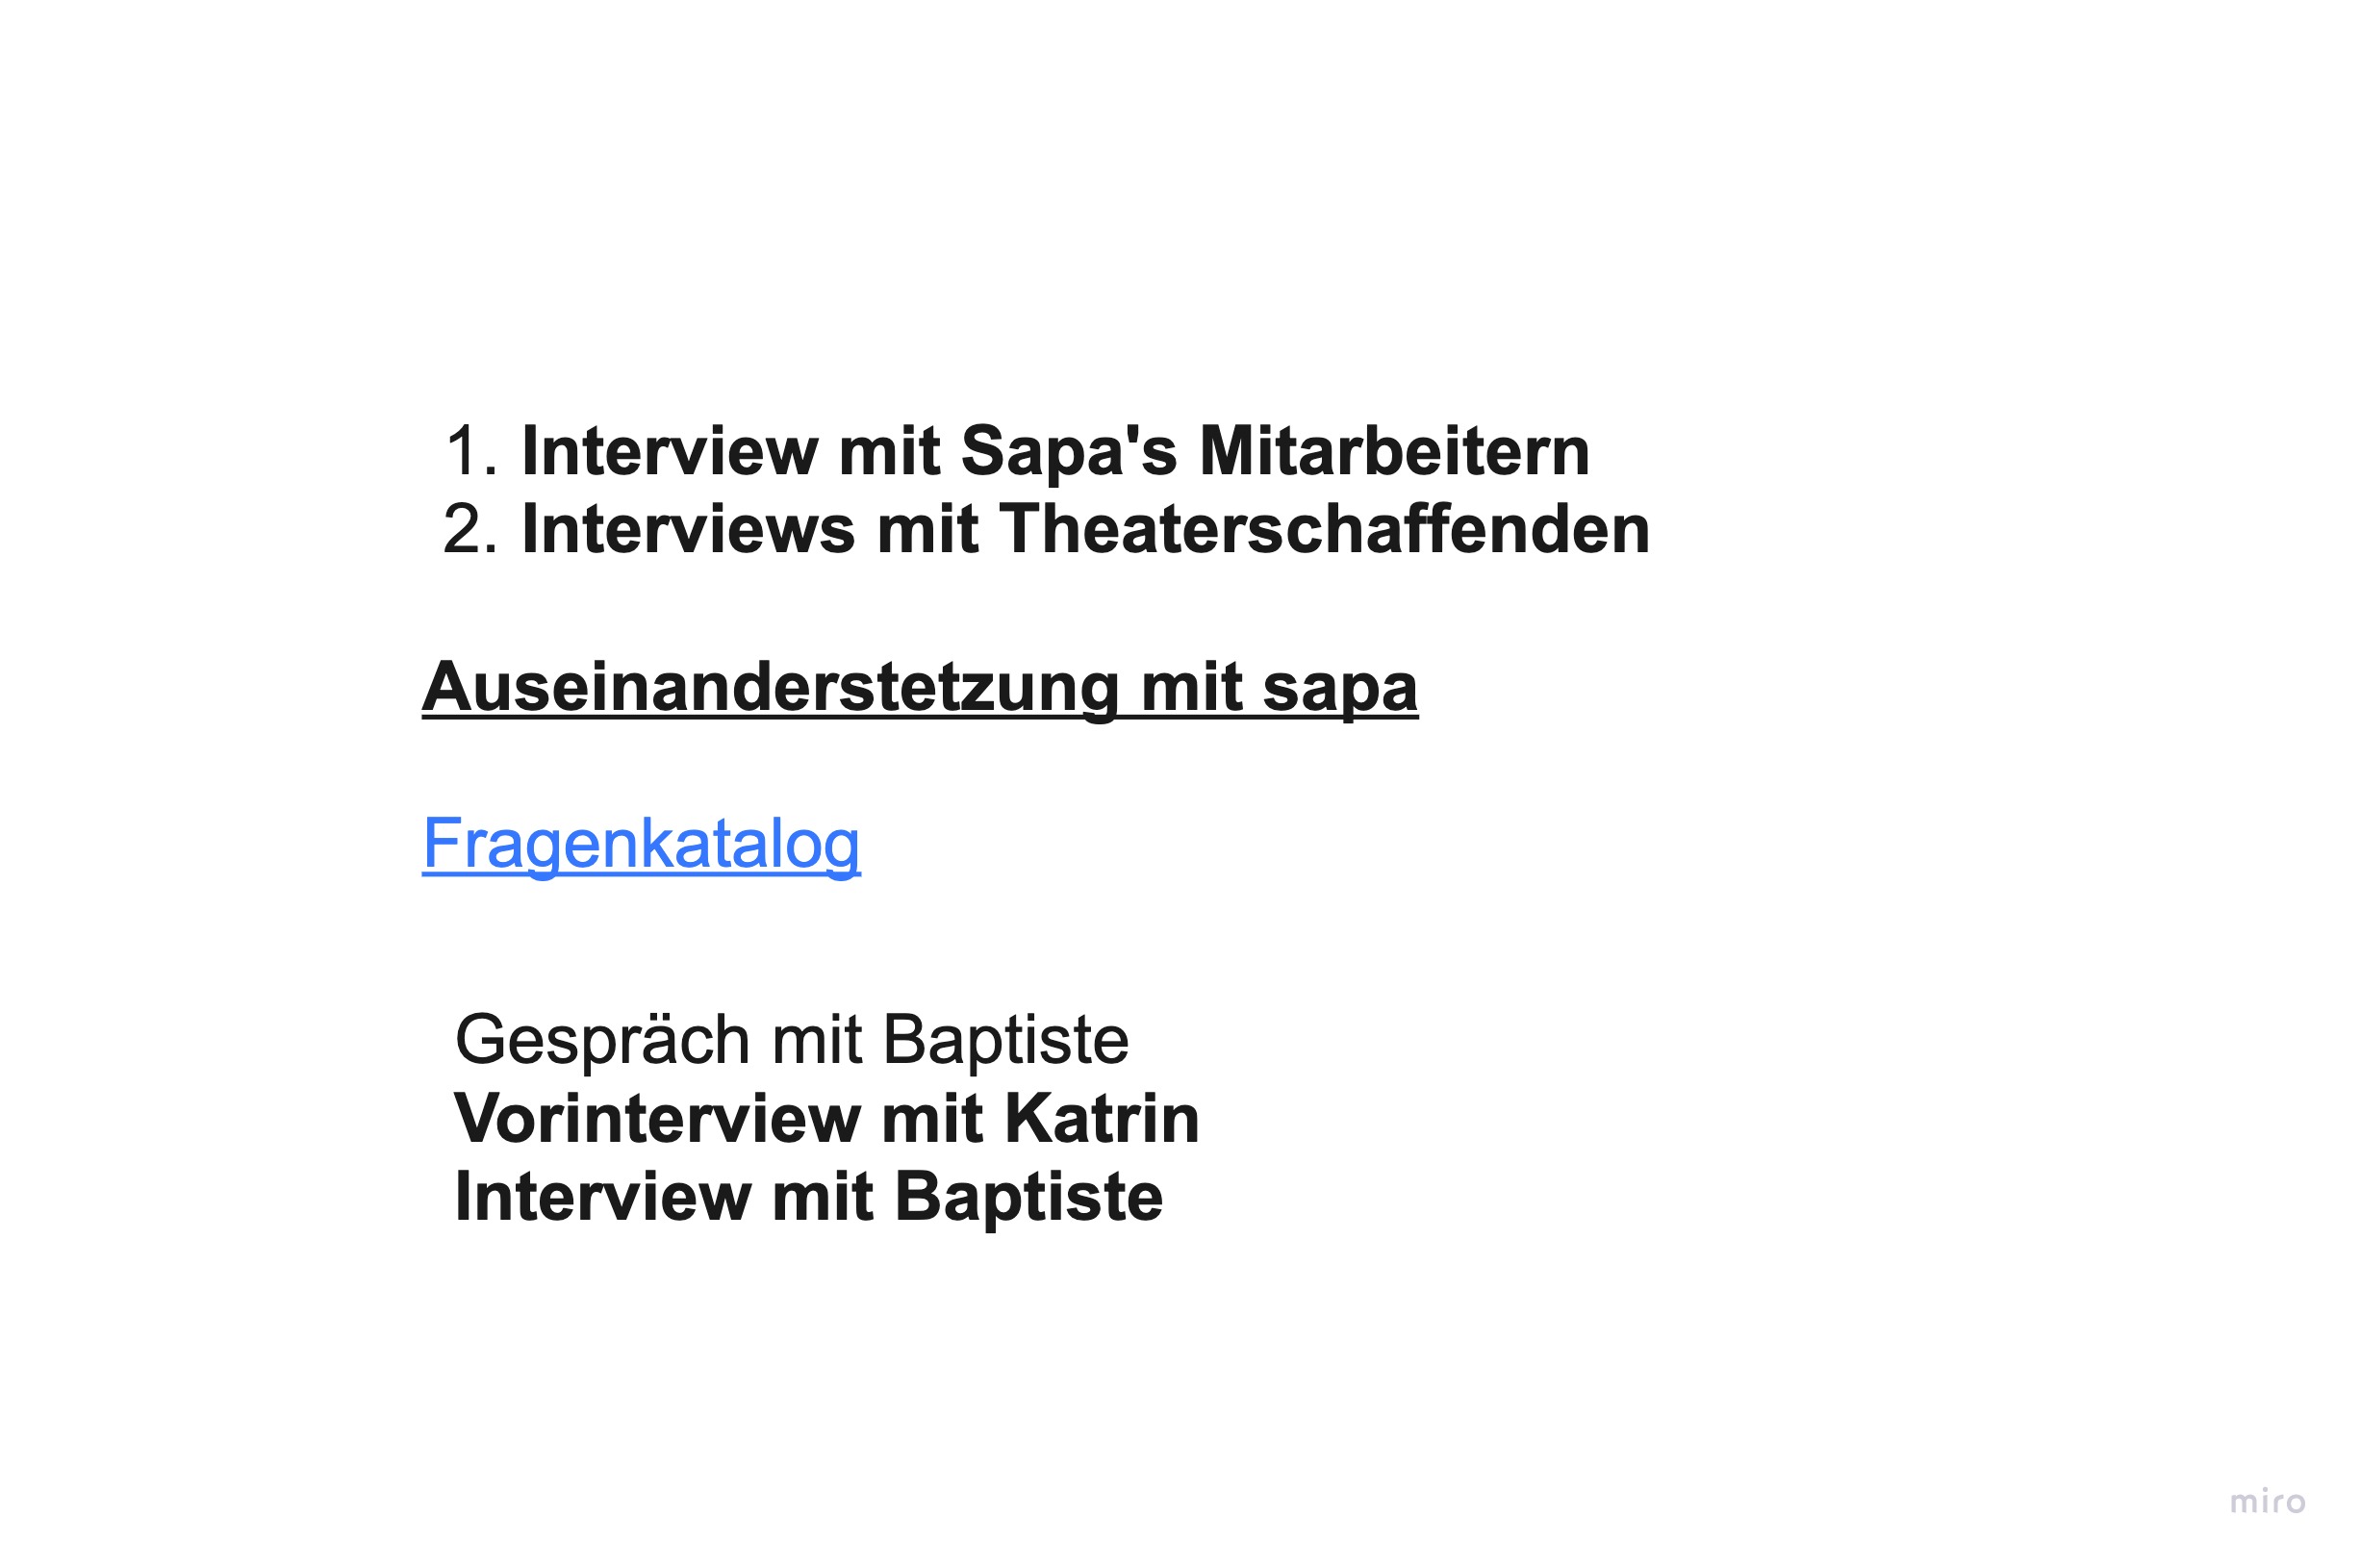 1. Interview mit Sapa's Mitarbeitern
2. Interviews mit Theaterschaffenden
Auseinanderstetzung mit sapa
Fragenkatalog
Gespräch mit Baptiste
Vorinterview mit Katrin
Interview mit Baptiste
miro